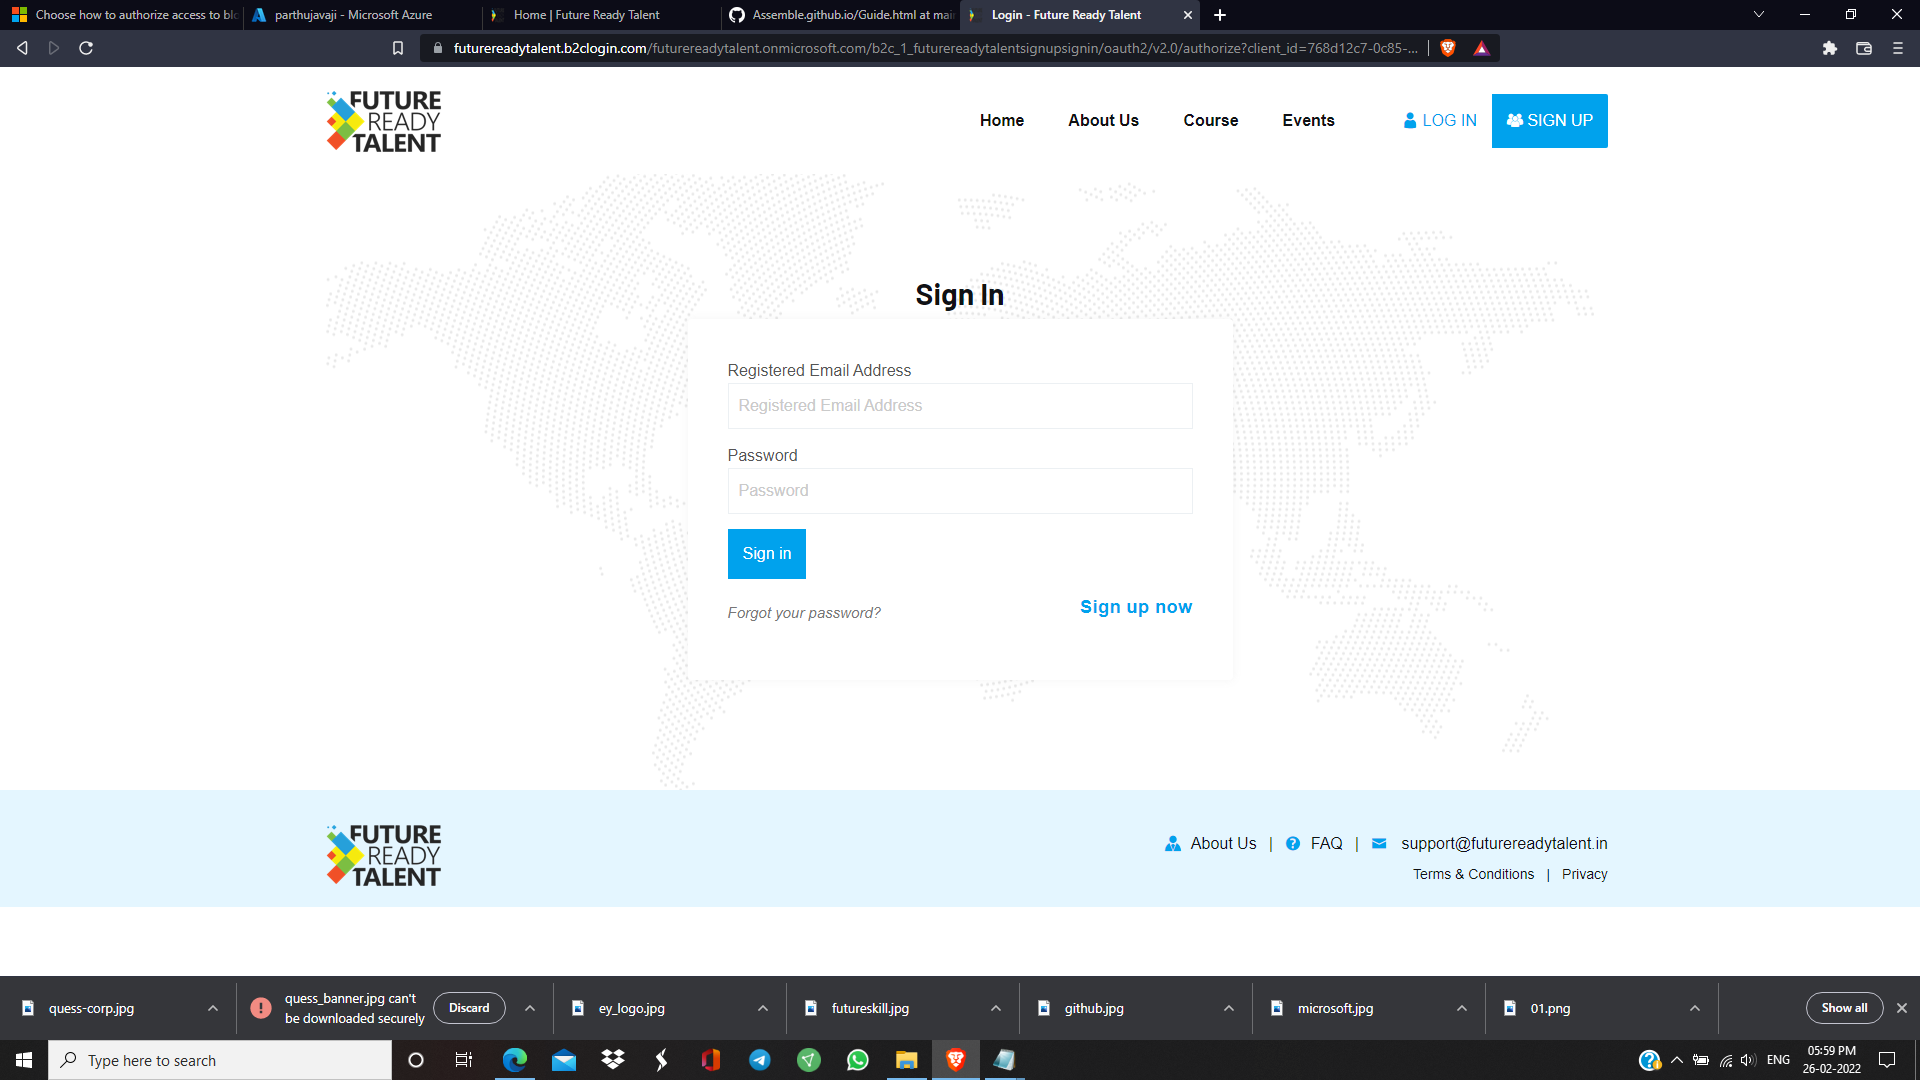 Choose how to authorize access to blo
parthujavaji - Microsoft Azure
Home | Future Ready Talent
Assemble.github.io/Guide.html at mai
Login - Future Ready Talent
futurereadytalent.b2clogin.com/futurereadytalent.onmicrosoft.com/b2c_1_futurereadytalentsignupsignin/oauth2/v2.0/authorize?client_id=768d12c7-0c85-...
FUTURE
READY
TALENT
Home
About Us
Course
Events
LOG IN
SIGN UP
Sign In
Registered Email Address
Registered Email Address
Password
Password
Sign in
Forgot your password?
Sign up now
FUTURE
READY
TALENT
About Us | FAQ | support@futurereadytalent.in
Terms & Conditions | Privacy
quess-corp.jpg
quess_banner.jpg can't
be downloaded securely
Discard
ey_logo.jpg
futureskill.jpg
github.jpg
microsoft.jpg
01.png
Show all
Type here to search
ENG
05:59 PM
26-02-2022